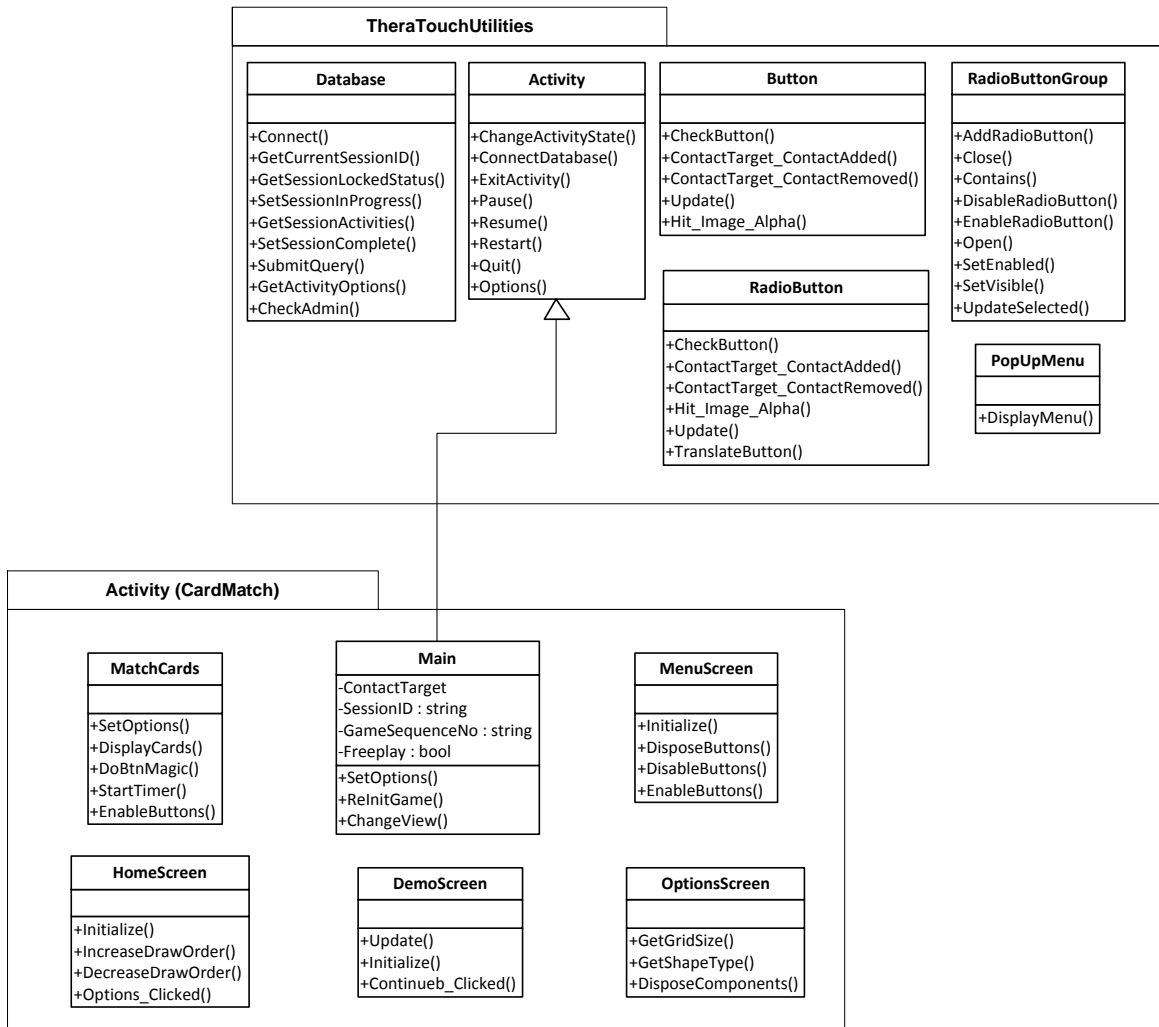 TheraTouchUtilities
Database
+Connect()
+GetCurrentSessionID()
+GetSessionLockedStatus()
+SetSessionInProgress()
+GetSessionActivities()
+SetSessionComplete()
+SubmitQuery()
+GetActivityOptions()
+CheckAdmin()
Activity
+ChangeActivityState()
+ConnectDatabase()
+ExitActivity()
+Pause()
+Resume()
+Restart()
+Quit()
+Options()
Button
+CheckButton()
+ContactTarget_ContactAdded()
+ContactTarget_ContactRemoved()
+Update()
+Hit_Image_Alpha()
RadioButtonGroup
+AddRadioButton()
+Close()
+Contains()
+DisableRadioButton()
+EnableRadioButton()
+Open()
+SetEnabled()
+SetVisible()
+UpdateSelected()
RadioButton
+CheckButton()
+ContactTarget_ContactAdded()
+ContactTarget_ContactRemoved()
+Hit_Image_Alpha()
+Update()
+TranslateButton()
PopUpMenu
+DisplayMenu()
Activity (CardMatch)
MatchCards
+SetOptions()
+DisplayCards()
+DoBtnMagic()
+StartTimer()
+EnableButtons()
Main
-ContactTarget
-SessionID : string
-GameSequenceNo : string
-Freeplay : bool
+SetOptions()
+ReInitGame()
+ChangeView()
MenuScreen
+Initialize()
+DisposeButtons()
+DisableButtons()
+EnableButtons()
HomeScreen
+Initialize()
+IncreaseDrawOrder()
+DecreaseDrawOrder()
+Options_Clicked()
DemoScreen
+Update()
+Initialize()
+Continueb_Clicked()
OptionsScreen
+GetGridSize()
+GetShapeType()
+DisposeComponents()